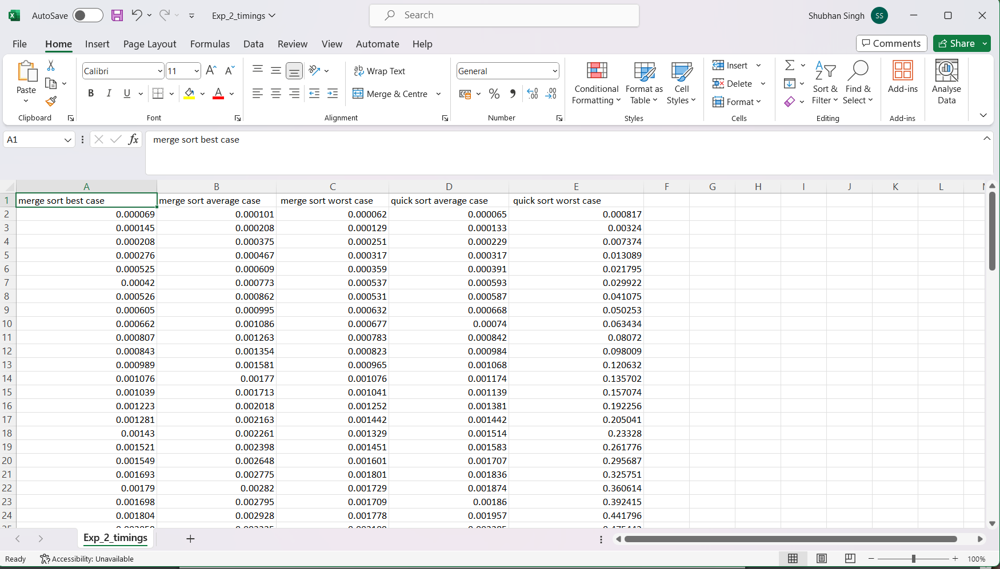 AutoSave Exp_2_timings Search Shubhan Singh SS
File Home Insert Page Layout Formulas Data Review View Automate Help Comments Share
Paste
Clipboard
Calibri 11
B I U A
Font
Wrap Text
Merge & Centre
Alignment
General
% .00 .00
Number
Conditional Formatting Format as Table Cell Styles
Styles
Insert
Delete
Format
Cells
Sort & Filter Find & Select
Editing
Add-ins
Add-ins
Analyse Data
A1 fx merge sort best case
A B C D E F G H I J K L
1 merge sort best case merge sort average case merge sort worst case quick sort average case quick sort worst case
2 0.000069 0.000101 0.000062 0.000065 0.000817
3 0.000145 0.000208 0.000129 0.000133 0.00324
4 0.000208 0.000375 0.000251 0.000229 0.007374
5 0.000276 0.000467 0.000317 0.000317 0.013089
6 0.000525 0.000609 0.000359 0.000391 0.021795
7 0.00042 0.000773 0.000537 0.000593 0.029922
8 0.000526 0.000862 0.000531 0.000587 0.041075
9 0.000605 0.000995 0.000632 0.000668 0.050253
10 0.000662 0.001086 0.000677 0.00074 0.063434
11 0.000807 0.001263 0.000783 0.000842 0.08072
12 0.000843 0.001354 0.000823 0.000984 0.098009
13 0.000989 0.001581 0.000965 0.001068 0.120632
14 0.001076 0.00177 0.001076 0.001174 0.135702
15 0.001039 0.001713 0.001041 0.001139 0.157074
16 0.001223 0.002018 0.001252 0.001381 0.192256
17 0.001281 0.002163 0.001442 0.001442 0.205041
18 0.00143 0.002261 0.001329 0.001514 0.23328
19 0.001521 0.002398 0.001451 0.001583 0.261776
20 0.001549 0.002648 0.001601 0.001707 0.295687
21 0.001693 0.002775 0.001801 0.001836 0.325751
22 0.00179 0.00282 0.001729 0.001874 0.360614
23 0.001698 0.002795 0.001709 0.00186 0.392415
24 0.001804 0.002928 0.001778 0.001957 0.441796
Exp_2_timings
Ready Accessibility: Unavailable 100%